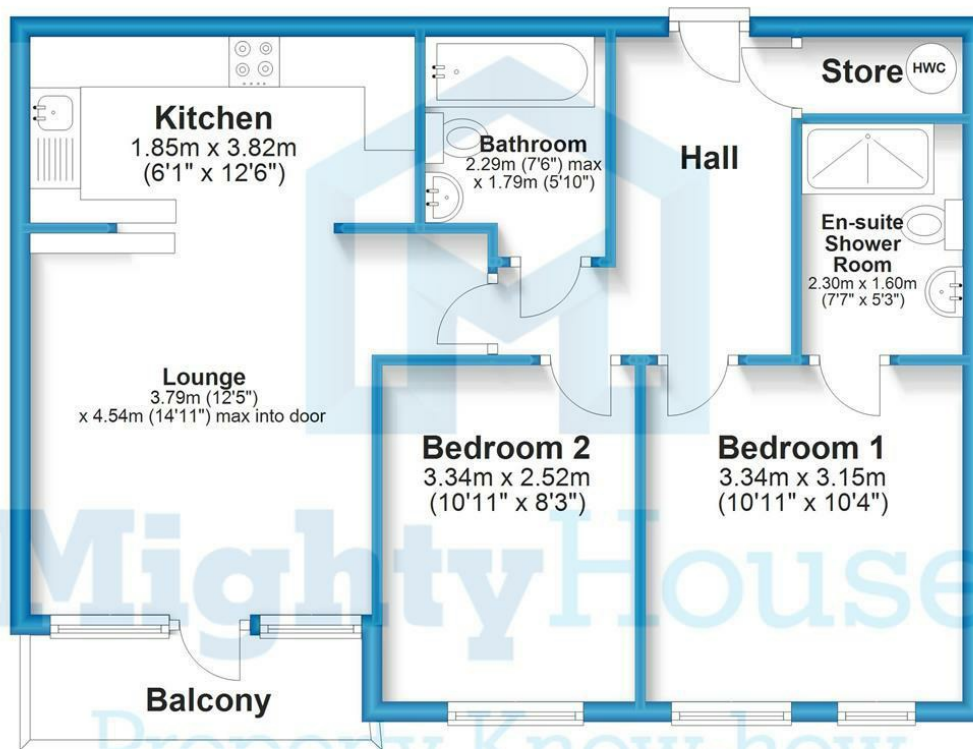 Kitchen
1.85m x 3.82m
(6'1" x 12'6")
Bathroom
2.29m (7'6") max
x 1.79m (5'10")
Hall
Store
HWC
En-suite
Shower
Room
2.30m x 1.60m
(7'7" x 5'3")
Lounge
3.79m (12'5")
x 4.54m (14'11") max into door
Bedroom 2
3.34m x 2.52m
(10'11" x 8'3")
Bedroom 1
3.34m x 3.15m
(10'11" x 10'4")
MightyHouse
Balcony
Property Know-how